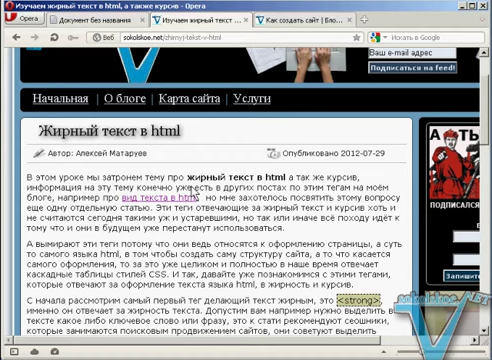 Изучаем жирный текст в html, а также курсив - Opera
Opera
Документ без названия
Изучаем жирный текст ...
Как создать сайт | Бло...
Веб
sokolskoe.net/zhirnyj-tekst-v-html
Искать в Google
Ваш e-mail адрес
Подписаться на feed!
Начальная | О блоге | Карта сайта | Услуги
Жирный текст в html
Автор: Алексей Матаруев
Опубликовано 2012-07-29
В этом уроке мы затронем тему про жирный текст в html а так же курсив,
информация на эту тему конечно уже есть в других постах по этим тегам на моём
блоге, например про вид текста в html, но мне захотелось посвятить этому вопросу
еще одну отдельную статью. Эти теги отвечающие за жирный текст и курсив хоть и
не считаются сегодня такими уж и устаревшими, но так или иначе всё походу идёт к
тому что и они в будущем уже перестанут использоваться.
А вымирают эти теги потому что они ведь относятся к оформлению страницы, а суть
то самого языка html, в том чтобы создать саму структуру сайта, а то что касается
самого оформления, то за это уже целиком и полностью в наше время отвечает
каскадные таблицы стилей CSS. И так, давайте уже познакомимся с этими тегами,
которые отвечают за оформление текста языка html, в жирность и курсив.
С начала рассмотрим самый первый тег делающий текст жирным, это <strong>,
именно он отвечает за жирность текста. Допустим вам например нужно выделить в
тексте какое либо ключевое слово или фразу, это к стати рекомендуют сеошники,
которые занимаются поисковым продвижением сайтов, они советуют выделить
А ТЫ
ПОДПИСАЛСЯ
Запишите
sokolskoe.NET